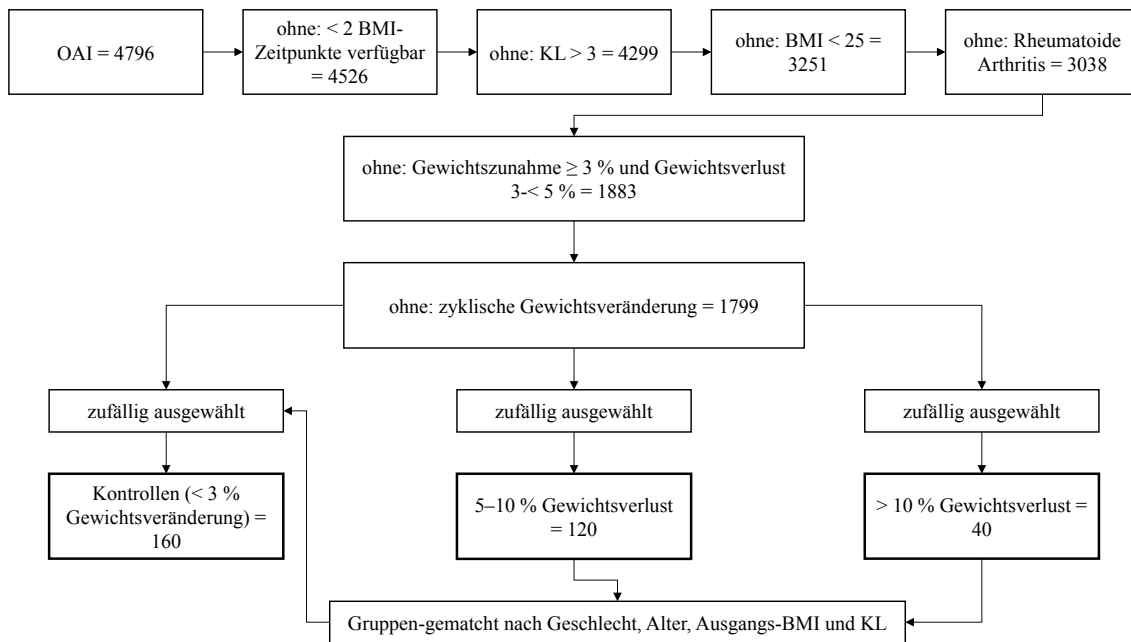 OAI = 4796
ohne: < 2 BMI-
Zeitpunkte verfügbar
= 4526
ohne: KL > 3 = 4299
ohne: BMI < 25 =
3251
ohne: Rheumatoide
Arthritis = 3038
ohne: Gewichtszunahme ≥ 3 % und Gewichtsverlust
3-< 5 % = 1883
ohne: zyklische Gewichtsveränderung = 1799
zufällig ausgewählt
zufällig ausgewählt
zufällig ausgewählt
Kontrollen (< 3 %
Gewichtsveränderung) =
160
5–10 % Gewichtsverlust
= 120
> 10 % Gewichtsverlust =
40
Gruppen-gematcht nach Geschlecht, Alter, Ausgangs-BMI und KL